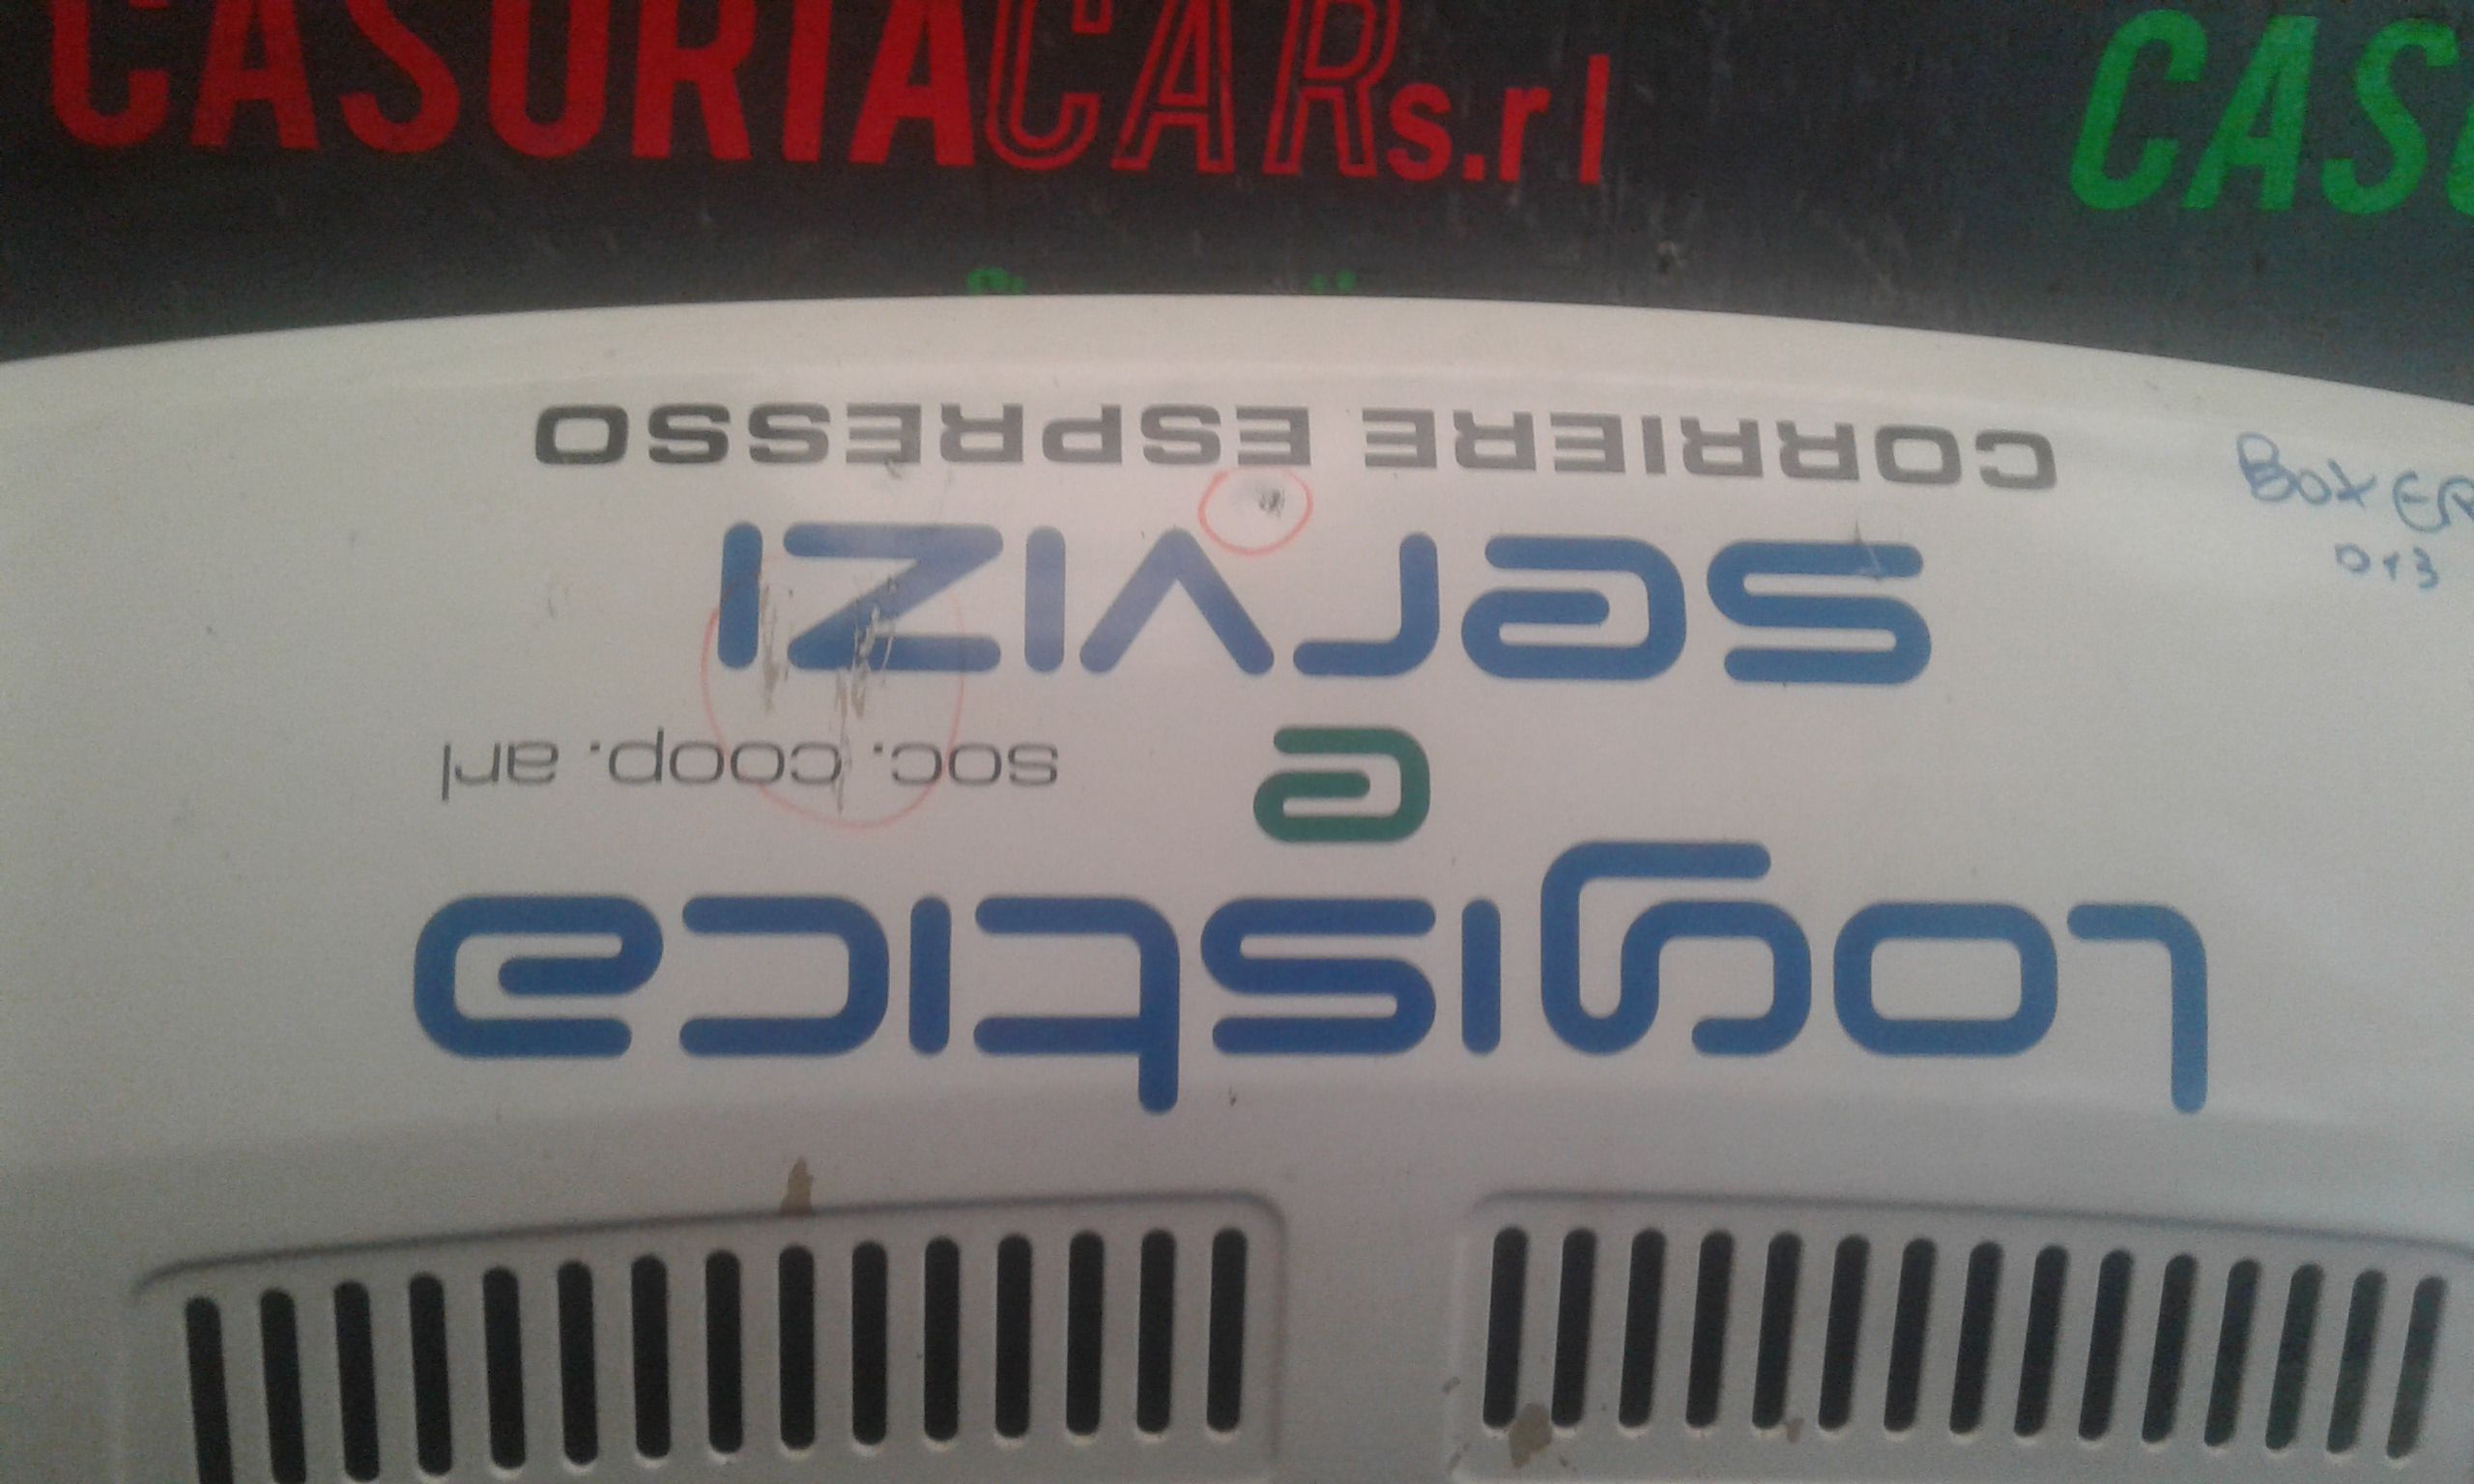 CASORIACAR s.r.l
CAS
Logistica
e
soc. coop. arl
servizi
CORRIERE ESPRESSO
BOXER
013